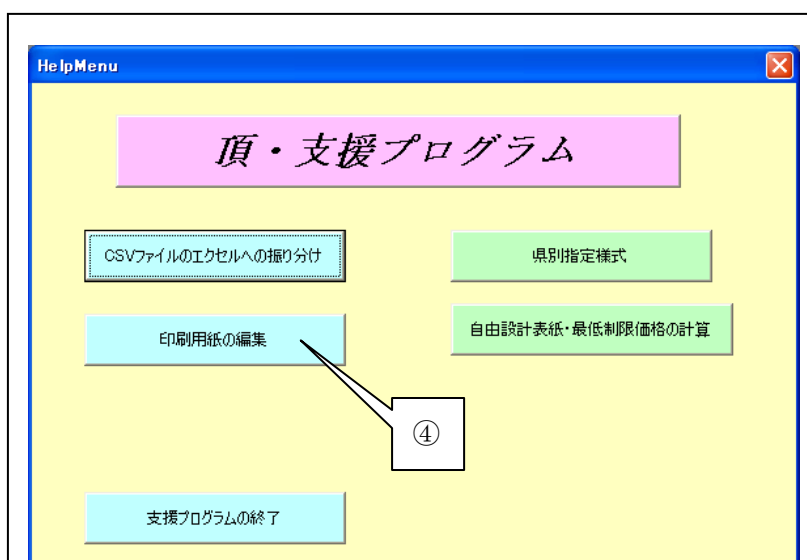 HelpMenu
頂・支援プログラム
CSVファイルのエクセルへの振り分け
県別指定様式
印刷用紙の編集
自由設計表紙・最低制限価格の計算
④
支援プログラムの終了